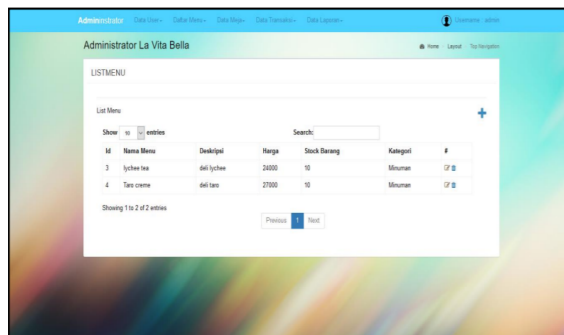 Admininstrator Data User Daftar Menu Data Meja Data Transaksi Data Laporan Username : admin
Administrator La Vita Bella Home Layout Top Navigation
LISTMENU
List Menu
Show 10 entries Search:
Id Nama Menu Deskripsi Harga Stock Barang Kategori #
3 lychee tea deli lychee 24000 10 Minuman
4 Taro creme deli taro 27000 10 Minuman
Showing 1 to 2 of 2 entries
Previous 1 Next